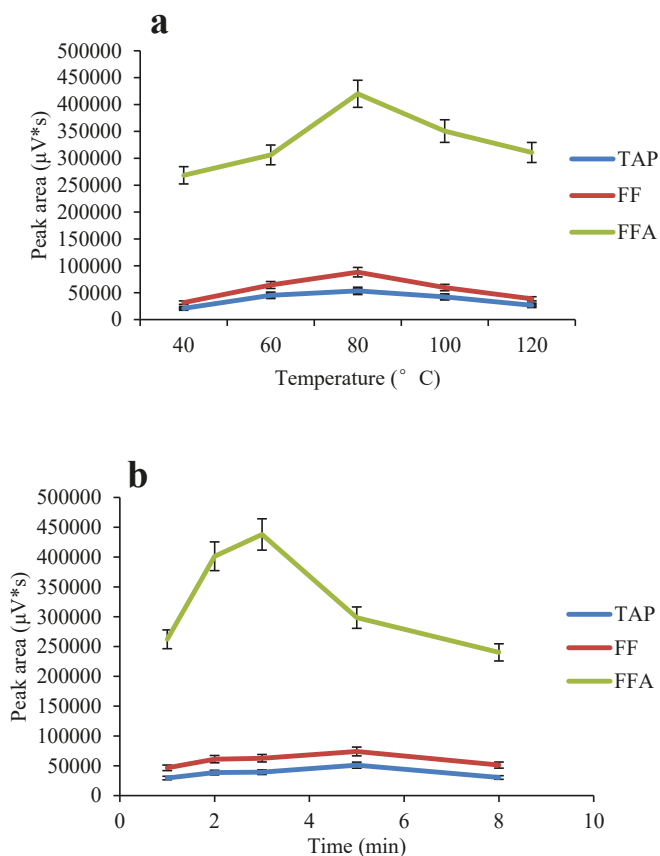 a
500000
450000
400000
350000
300000
250000
200000
150000
100000
50000
0
Peak area (µV*s)
40 60 80 100 120
Temperature (° C)
TAP
FF
FFA
b
500000
450000
400000
350000
300000
250000
200000
150000
100000
50000
0
Peak area (µV*s)
0 2 4 6 8 10
Time (min)
TAP
FF
FFA